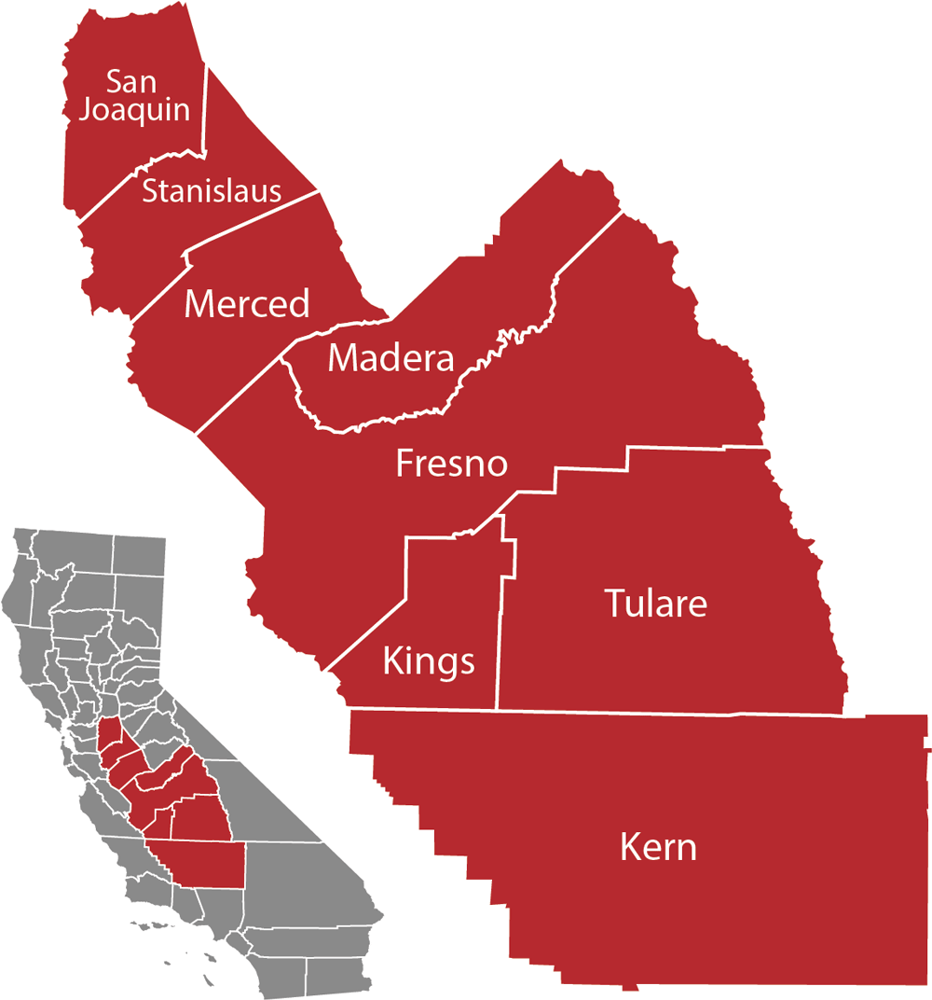 San
Joaquin
Stanislaus
Merced
Madera
Fresno
Tulare
Kings
Kern